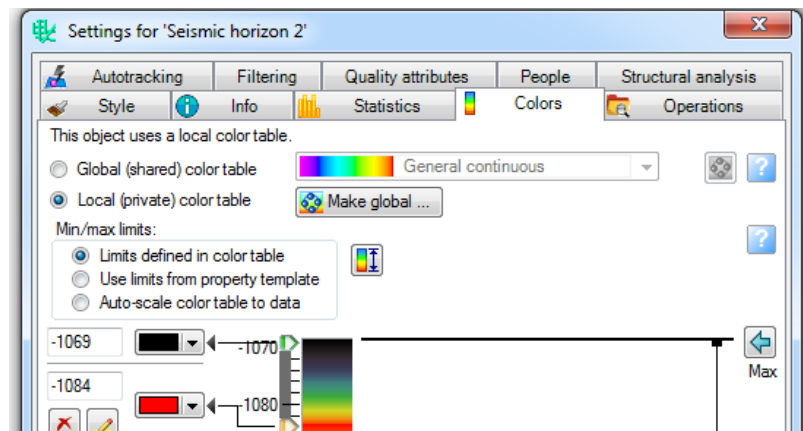 Settings for 'Seismic horizon 2'
Autotracking Filtering Quality attributes People Structural analysis
Style Info Statistics Colors Operations
This object uses a local color table.
Global (shared) color table General continuous ?
Local (private) color table Make global ...
Min/max limits: ?
Limits defined in color table
Use limits from property template
Auto-scale color table to data
-1069 -1070
Max
-1084 -1080